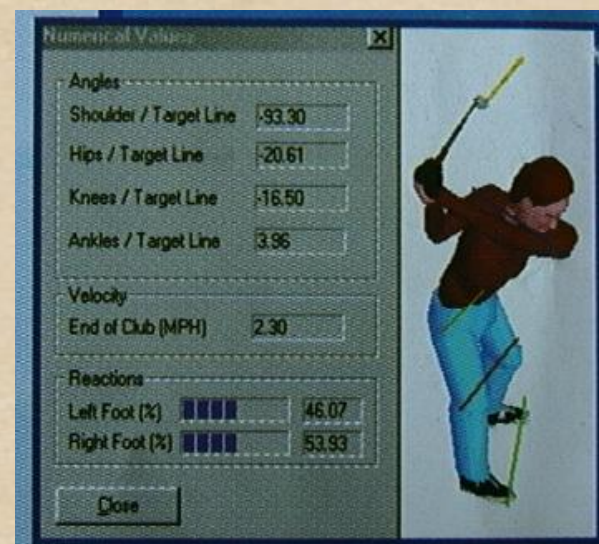 Numerical Values
Angles
Shoulder / Target Line -93.30
Hips / Target Line -20.61
Knees / Target Line -16.50
Ankles / Target Line 3.96
Velocity
End of Club (MPH) 2.30
Reactions
Left Foot (%) 46.07
Right Foot (%) 53.93
Close